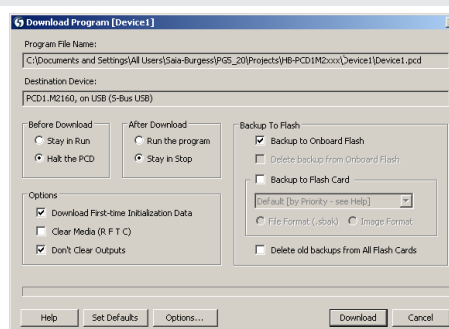 Download Program [Device1]
Program File Name:
C:\Documents and Settings\All Users\Saia-Burgess\PG5_20\Projects\HB-PCD1M2xxx\Device1\Device1.pcd
Destination Device:
PCD1.M2160, on USB (S-Bus USB)
Before Download
Stay in Run
Halt the PCD
After Download
Run the program
Stay in Stop
Options
Download First-time Initialization Data
Clear Media (R F T C)
Don't Clear Outputs
Backup To Flash
Backup to Onboard Flash
Delete backup from Onboard Flash
Backup to Flash Card
Default [by Priority - see Help]
File Format (.sbak) Image Format
Delete old backups from All Flash Cards
Help Set Defaults Options... Download Cancel